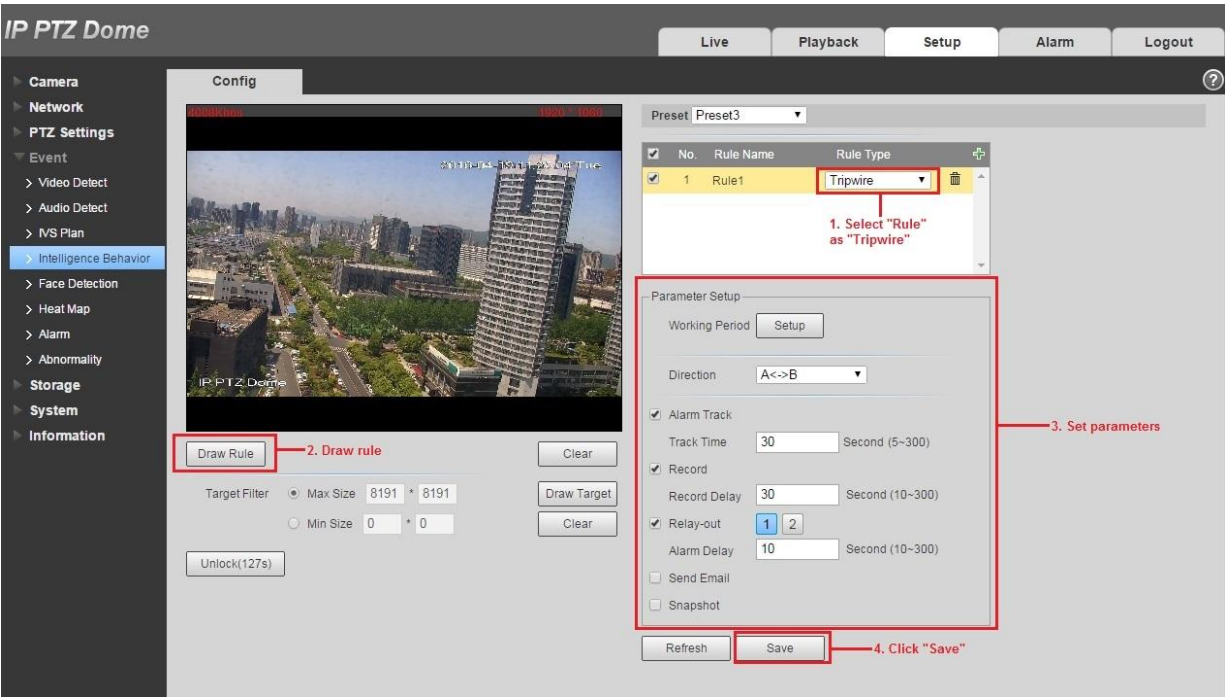 IP PTZ Dome
Live
Playback
Setup
Alarm
Logout
Camera
Network
PTZ Settings
Event
Video Detect
Audio Detect
IVS Plan
Intelligence Behavior
Face Detection
Heat Map
Alarm
Abnormality
Storage
System
Information
Config
?
1920 * 1080
IP PTZ Dome
Draw Rule
2. Draw rule
Clear
Target Filter Max Size 8191 * 8191 Draw Target
Min Size 0 * 0 Clear
Unlock(127s)
Preset Preset3
No. Rule Name Rule Type
1 Rule1 Tripwire
1. Select "Rule"
as "Tripwire"
Parameter Setup
Working Period Setup
Direction A<->B
Alarm Track
Track Time 30 Second (5~300)
Record
Record Delay 30 Second (10~300)
Relay-out 1 2
Alarm Delay 10 Second (10~300)
Send Email
Snapshot
3. Set parameters
Refresh Save
4. Click "Save"